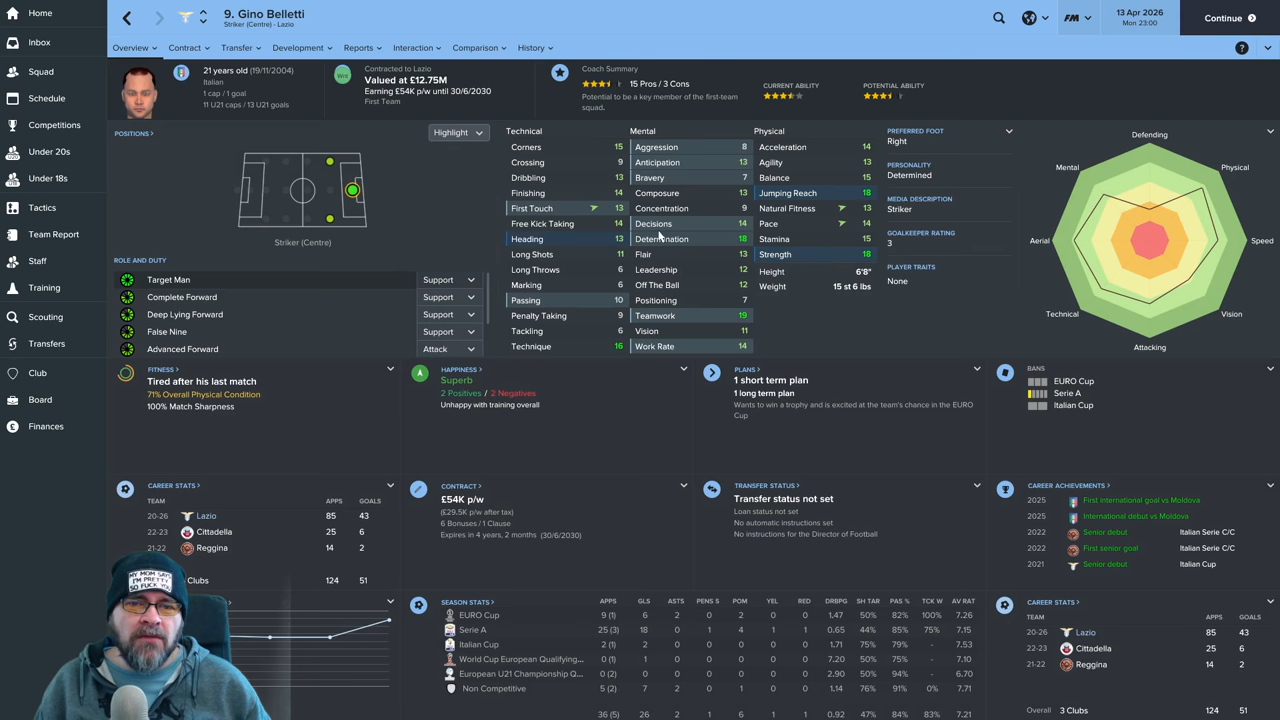 Home
Inbox
Squad
Schedule
Competitions
Under 20s
Under 18s
Tactics
Team Report
Staff
Training
Scouting
Transfers
Club
Board
Finances
9. Gino Belletti
Striker (Centre) - Lazio
FM
13 Apr 2026
Mon 23:00
Continue
Overview
Contract
Transfer
Development
Reports
Interaction
Comparison
History
?
21 years old (19/11/2004)
Italian
1 cap / 1 goal
11 U21 caps / 13 U21 goals
Wnt
Contracted to Lazio
Valued at £12.75M
Earning £54K p/w until 30/6/2030
First Team
Coach Summary
15 Pros / 3 Cons
Potential to be a key member of the first-team
squad.
CURRENT ABILITY
POTENTIAL ABILITY
POSITIONS >
Highlight
Striker (Centre)
ROLE AND DUTY
Target Man Support
Complete Forward Support
Deep Lying Forward Support
False Nine Support
Advanced Forward Attack
Technical
Corners 15
Crossing 9
Dribbling 13
Finishing 14
First Touch 13
Free Kick Taking 14
Heading 13
Long Shots 11
Long Throws 6
Marking 6
Passing 10
Penalty Taking 9
Tackling 6
Technique 16
Mental
Aggression 8
Anticipation 13
Bravery 7
Composure 13
Concentration 9
Decisions 14
Determination 18
Flair 13
Leadership 12
Off The Ball 12
Positioning 7
Teamwork 19
Vision 11
Work Rate 14
Physical
Acceleration 14
Agility 13
Balance 15
Jumping Reach 18
Natural Fitness 13
Pace 14
Stamina 15
Strength 18
Height 6'8"
Weight 15 st 6 lbs
PREFERRED FOOT
Right
PERSONALITY
Determined
MEDIA DESCRIPTION
Striker
GOALKEEPER RATING
3
PLAYER TRAITS
None
Defending
Physical
Speed
Vision
Attacking
Technical
Aerial
Mental
FITNESS >
Tired after his last match
71% Overall Physical Condition
100% Match Sharpness
HAPPINESS >
Superb
2 Positives / 2 Negatives
Unhappy with training overall
PLANS >
1 short term plan
1 long term plan
Wants to win a trophy and is excited at the team's chance in the EURO
Cup
BANS
EURO Cup
Serie A
Italian Cup
CAREER STATS >
TEAM APPS GOALS
20-26 Lazio 85 43
22-23 Cittadella 25 6
21-22 Reggina 14 2
Clubs 124 51
CONTRACT >
£54K p/w
(£29.5K p/w after tax)
6 Bonuses / 1 Clause
Expires in 4 years, 2 months (30/6/2030)
TRANSFER STATUS >
Transfer status not set
Loan status not set
No automatic instructions set
No instructions for the Director of Football
CAREER ACHIEVEMENTS >
2025 First international goal vs Moldova
2025 International debut vs Moldova
2022 Senior debut Italian Serie C/C
2022 First senior goal Italian Serie C/C
2021 Senior debut Italian Cup
MY MOM SAYS
I'M PRETTY
SO FUCK YOU
SEASON STATS > APPS GLS ASTS PENS S POM YEL RED DRBPG SH TAR PAS % TCK W AV RAT
EURO Cup 9 (1) 6 2 0 2 0 0 1.47 50% 82% 100% 7.26
Serie A 25 (3) 18 0 1 4 1 1 0.65 44% 85% 75% 7.15
Italian Cup 2 (1) 2 0 0 0 0 0 1.71 75% 79% - 7.53
World Cup European Qualifying... 0 (1) 1 0 0 0 0 0 7.20 50% 75% - 7.10
European U21 Championship Q... 0 (2) 0 0 0 0 0 0 2.90 50% 94% - 6.70
Non Competitive 5 (2) 7 2 0 1 0 0 1.14 76% 91% 0% 7.71
36 (5) 26 2 1 6 1 1 0.92 47% 84% 83% 7.21
CAREER STATS >
TEAM APPS GOALS
20-26 Lazio 85 43
22-23 Cittadella 25 6
21-22 Reggina 14 2
Overall 3 Clubs 124 51